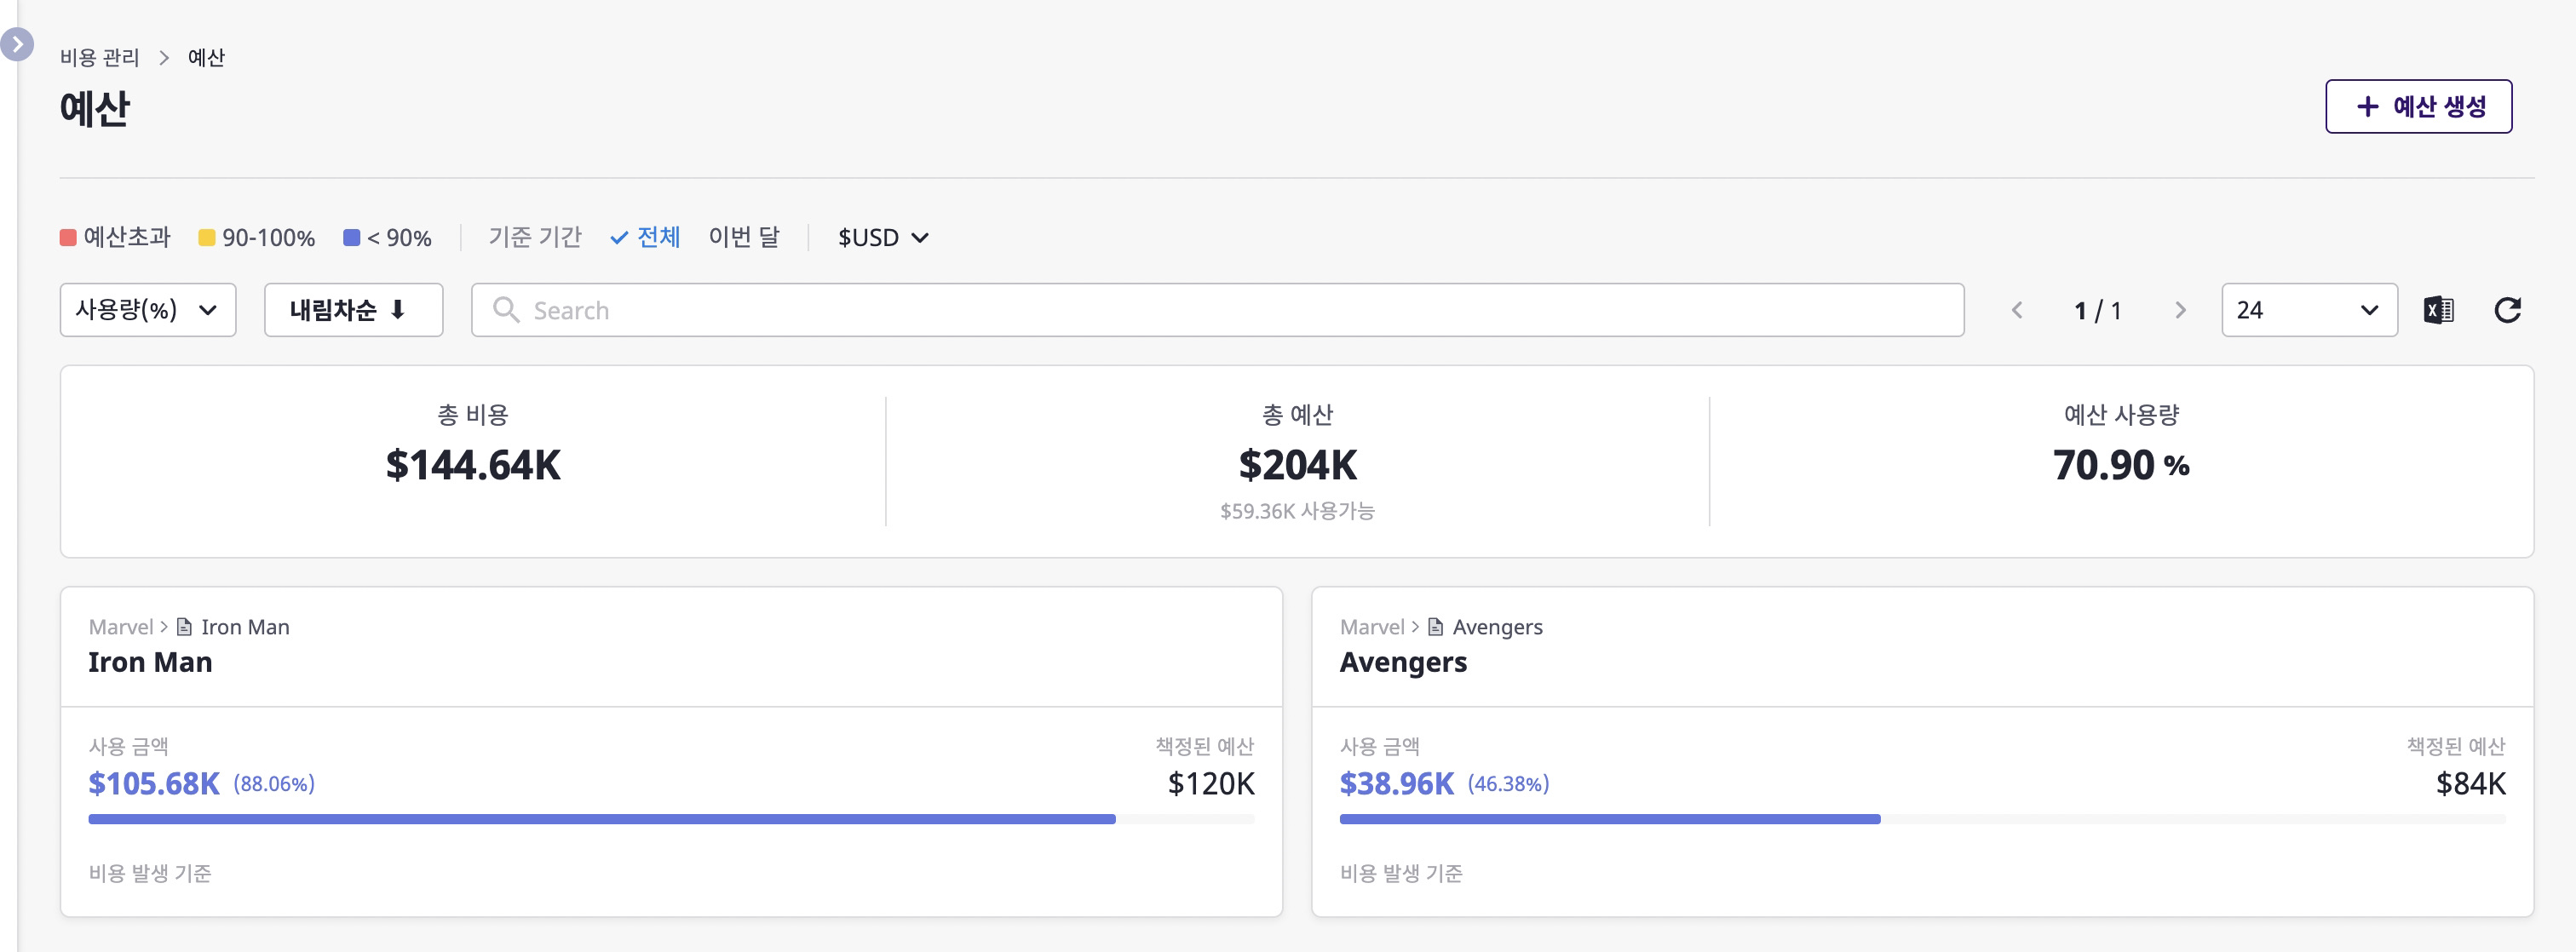 비용 관리 > 예산
예산
+ 예산 생성
예산초과 90-100% < 90% 기준 기간 전체 이번 달 $USD
사용량(%) 내림차순 Search 1 / 1 24
총 비용
$144.64K
총 예산
$204K
$59.36K 사용가능
예산 사용량
70.90 %
Marvel > Iron Man
Iron Man
사용 금액 책정된 예산
$105.68K (88.06%) $120K
비용 발생 기준
Marvel > Avengers
Avengers
사용 금액 책정된 예산
$38.96K (46.38%) $84K
비용 발생 기준